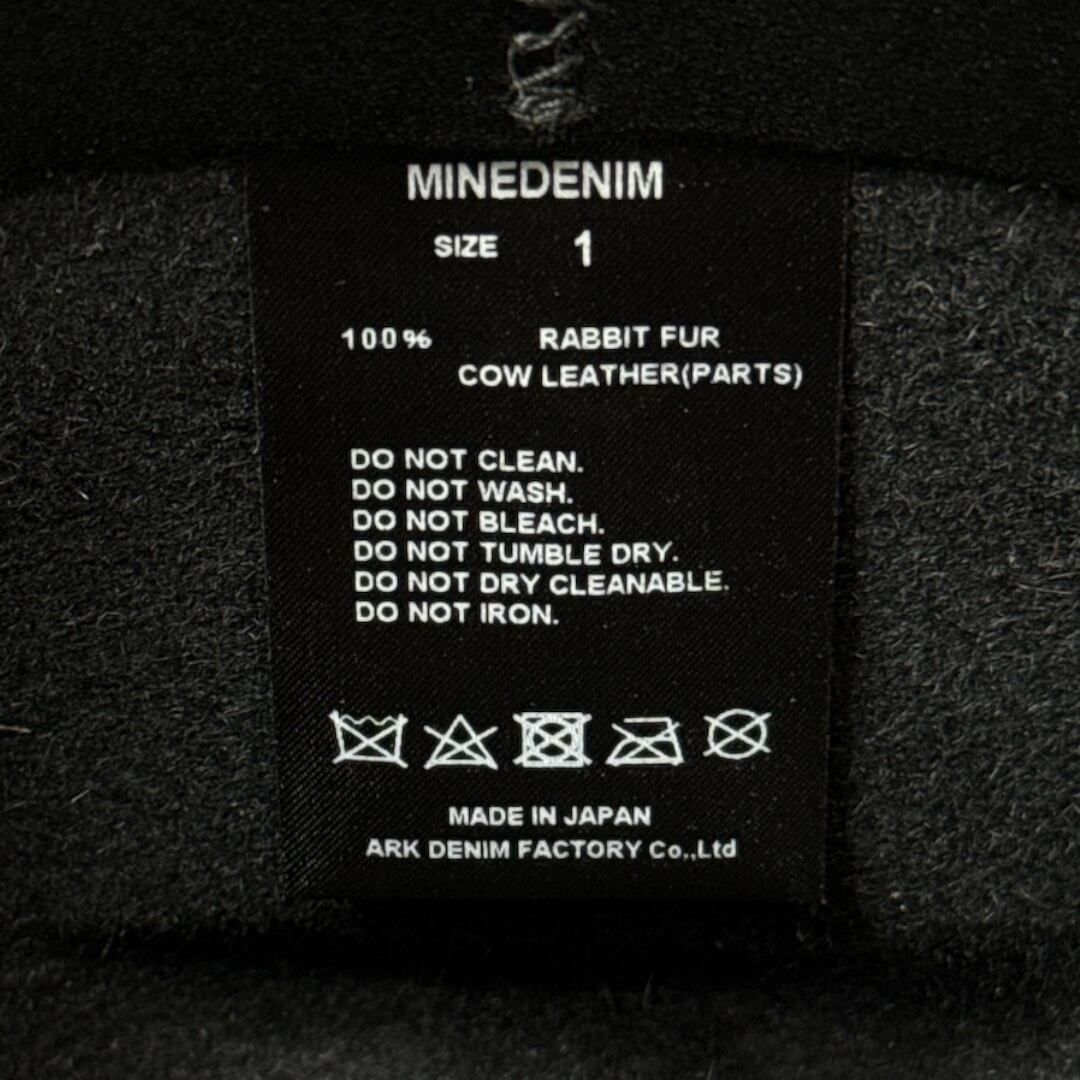 MINEDENIM
SIZE 1
100% RABBIT FUR
COW LEATHER(PARTS)
DO NOT CLEAN.
DO NOT WASH.
DO NOT BLEACH.
DO NOT TUMBLE DRY.
DO NOT DRY CLEANABLE.
DO NOT IRON.
MADE IN JAPAN
ARK DENIM FACTORY Co.,Ltd